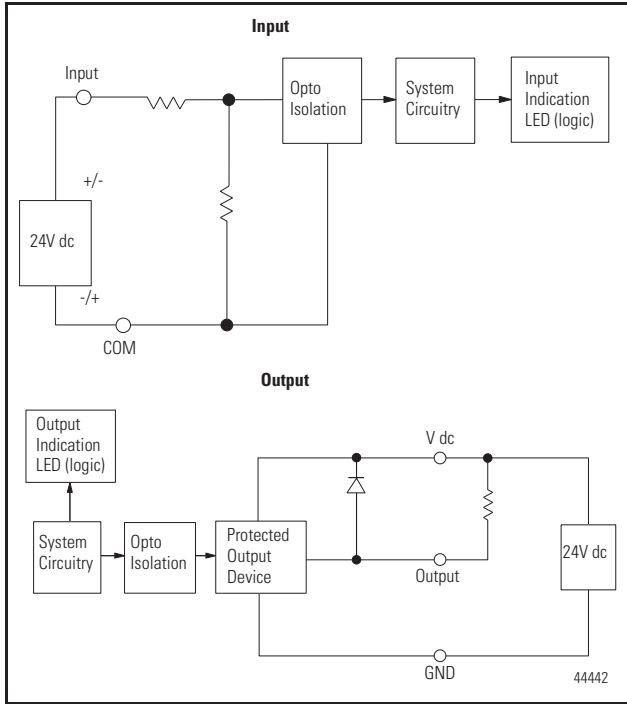 Input
Input
Opto
Isolation
System
Circuitry
Input
Indication
LED (logic)
+/-
24V dc
-/+
COM
Output
Output
Indication
LED (logic)
V dc
System
Circuitry
Opto
Isolation
Protected
Output
Device
Output
24V dc
GND
44442